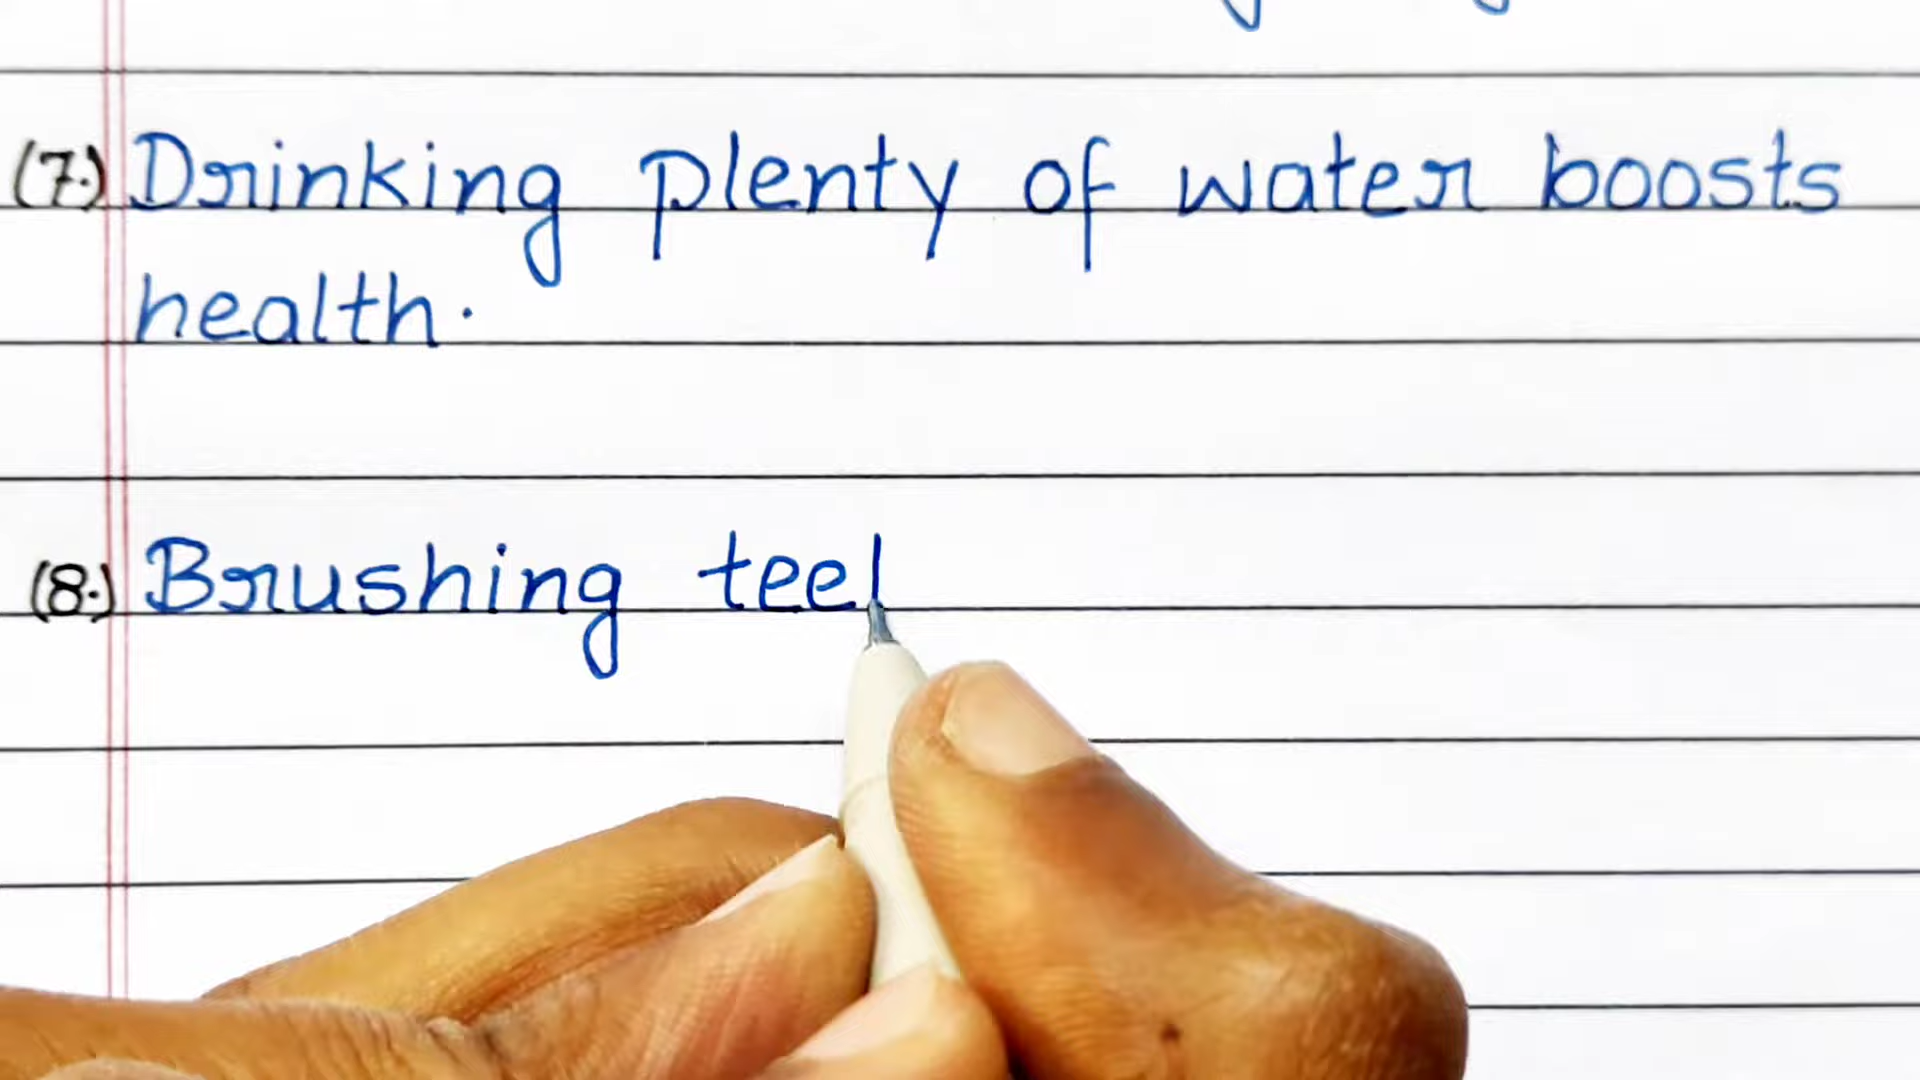 (7.) Drinking plenty of water boosts
health.
(8.) Brushing teel